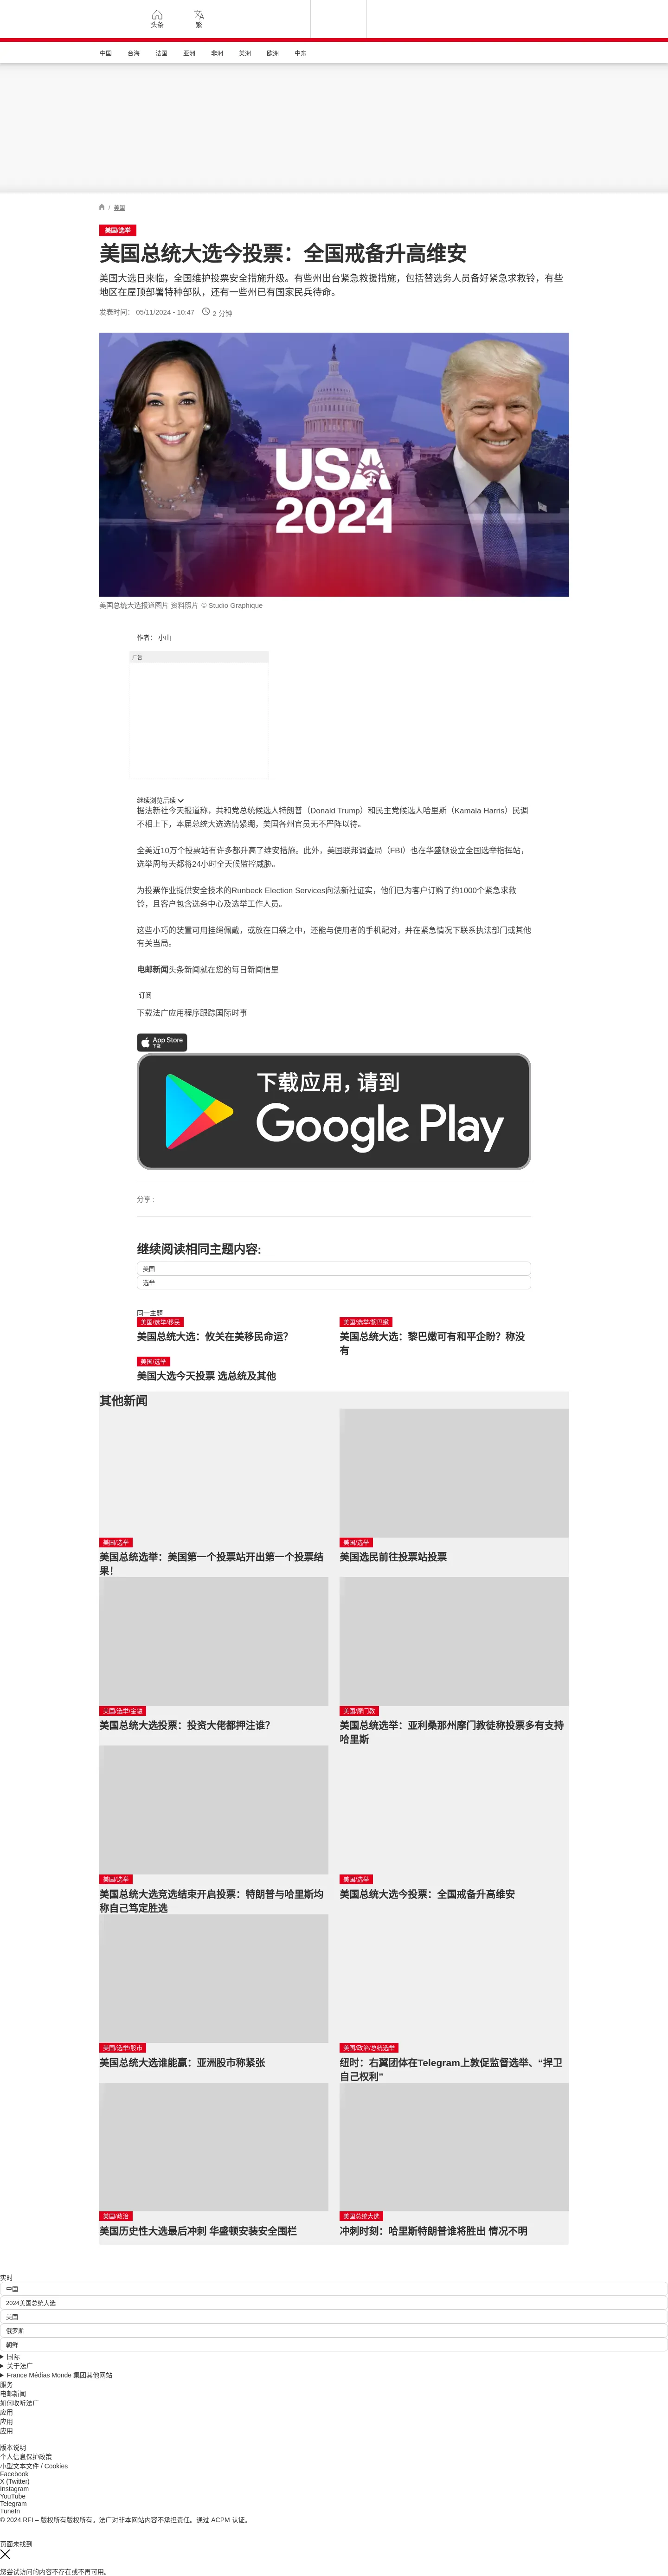 头条
繁
中国 台海 法国 亚洲 非洲 美洲 欧洲 中东
/ 美国
美国/选举
美国总统大选今投票：全国戒备升高维安
美国大选日来临，全国维护投票安全措施升级。有些州出台紧急救援措施，包括替选务人员备好紧急求救铃，有些
地区在屋顶部署特种部队，还有一些州已有国家民兵待命。
发表时间： 05/11/2024 - 10:47 2 分钟
USA
2024
美国总统大选报道图片 资料照片 © Studio Graphique
作者： 小山
广告
继续浏览后续
据法新社今天报道称，共和党总统候选人特朗普（Donald Trump）和民主党候选人哈里斯（Kamala Harris）民调
不相上下，本届总统大选选情紧绷，美国各州官员无不严阵以待。
全美近10万个投票站有许多都升高了维安措施。此外，美国联邦调查局（FBI）也在华盛顿设立全国选举指挥站，
选举周每天都将24小时全天候监控威胁。
为投票作业提供安全技术的Runbeck Election Services向法新社证实，他们已为客户订购了约1000个紧急求救
铃，且客户包含选务中心及选举工作人员。
这些小巧的装置可用挂绳佩戴，或放在口袋之中，还能与使用者的手机配对，并在紧急情况下联系执法部门或其他
有关当局。
电邮新闻头条新闻就在您的每日新闻信里
订阅
下载法广应用程序跟踪国际时事
App Store
下载
下载应用，请到
Google Play
分享 :
继续阅读相同主题内容:
美国
选举
同一主题
美国/选举/移民
美国总统大选：攸关在美移民命运？
美国/选举/黎巴嫩
美国总统大选：黎巴嫩可有和平企盼？称没
有
美国/选举
美国大选今天投票 选总统及其他
其他新闻
美国/选举
美国总统选举：美国第一个投票站开出第一个投票结
果！
美国/选举
美国选民前往投票站投票
美国/选举/金融
美国总统大选投票：投资大佬都押注谁？
美国/摩门教
美国总统选举：亚利桑那州摩门教徒称投票多有支持
哈里斯
美国/选举
美国总统大选竞选结束开启投票：特朗普与哈里斯均
称自己笃定胜选
美国/选举
美国总统大选今投票：全国戒备升高维安
美国/选举/股市
美国总统大选谁能赢：亚洲股市称紧张
美国/政治/总统选举
纽时：右翼团体在Telegram上敦促监督选举、“捍卫
自己权利”
美国/政治
美国历史性大选最后冲刺 华盛顿安装安全围栏
美国总统大选
冲刺时刻：哈里斯特朗普谁将胜出 情况不明
实时
中国
2024美国总统大选
美国
俄罗斯
朝鲜
国际
关于法广
France Médias Monde 集团其他网站
服务
电邮新闻
如何收听法广
应用
应用
应用
版本说明
个人信息保护政策
小型文本文件 / Cookies
Facebook
X (Twitter)
Instagram
YouTube
Telegram
TuneIn
© 2024 RFI – 版权所有版权所有。法广对非本网站内容不承担责任。通过 ACPM 认证。
页面未找到
您尝试访问的内容不存在或不再可用。